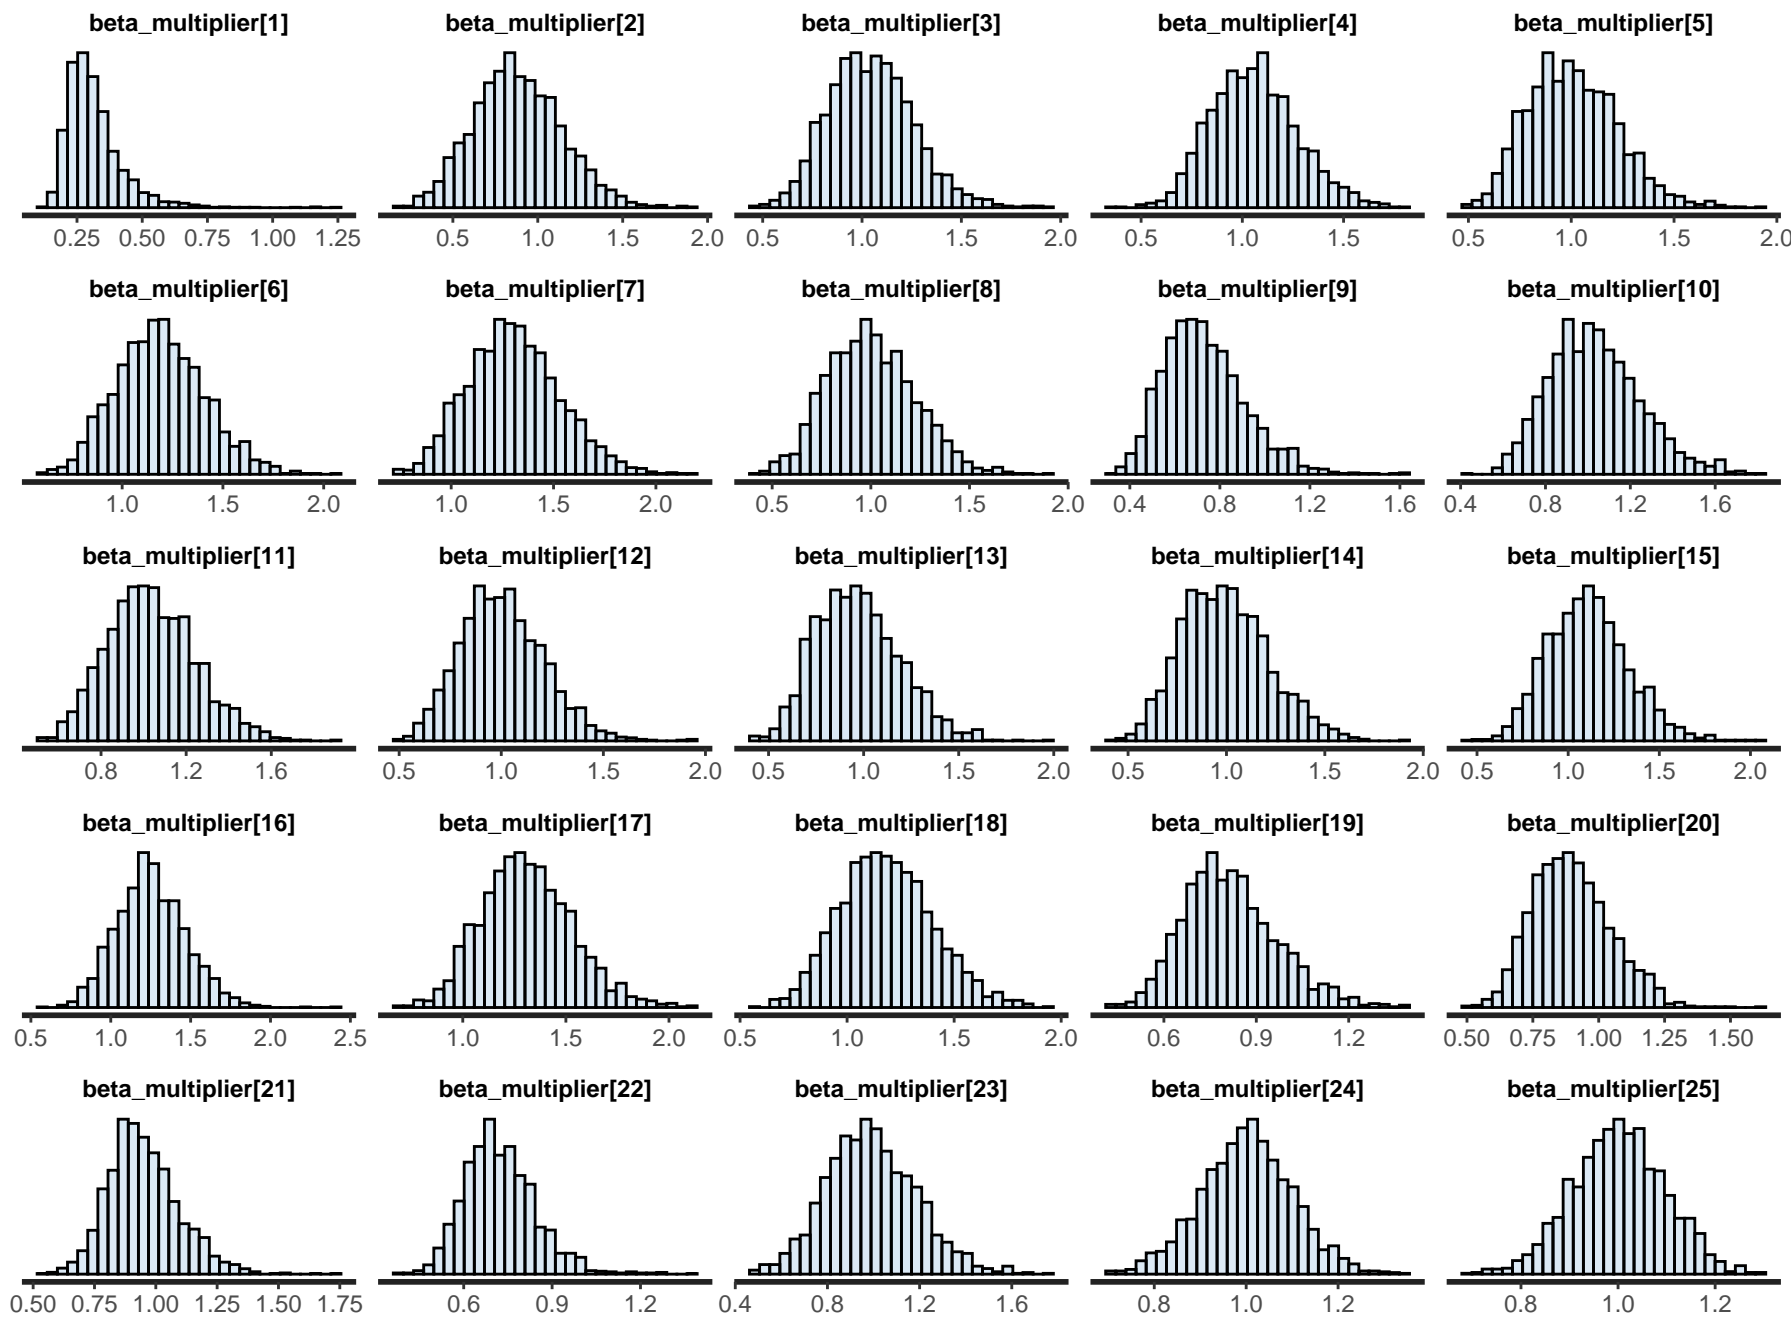 beta_multiplier[1] beta_multiplier[2] beta_multiplier[3] beta_multiplier[4] beta_multiplier[5]
0.25 0.50 0.75 1.00 1.25 0.5 1.0 1.5 2.0 0.5 1.0 1.5 2.0 0.5 1.0 1.5 0.5 1.0 1.5 2.0
beta_multiplier[6] beta_multiplier[7] beta_multiplier[8] beta_multiplier[9] beta_multiplier[10]
1.0 1.5 2.0 1.0 1.5 2.0 0.5 1.0 1.5 2.0 0.4 0.8 1.2 1.6 0.4 0.8 1.2 1.6
beta_multiplier[11] beta_multiplier[12] beta_multiplier[13] beta_multiplier[14] beta_multiplier[15]
0.8 1.2 1.6 0.5 1.0 1.5 2.0 0.5 1.0 1.5 2.0 0.5 1.0 1.5 2.0 0.5 1.0 1.5 2.0
beta_multiplier[16] beta_multiplier[17] beta_multiplier[18] beta_multiplier[19] beta_multiplier[20]
0.5 1.0 1.5 2.0 2.5 1.0 1.5 2.0 0.5 1.0 1.5 2.0 0.6 0.9 1.2 0.50 0.75 1.00 1.25 1.50
beta_multiplier[21] beta_multiplier[22] beta_multiplier[23] beta_multiplier[24] beta_multiplier[25]
0.50 0.75 1.00 1.25 1.50 1.75 0.6 0.9 1.2 0.4 0.8 1.2 1.6 0.8 1.0 1.2 0.8 1.0 1.2